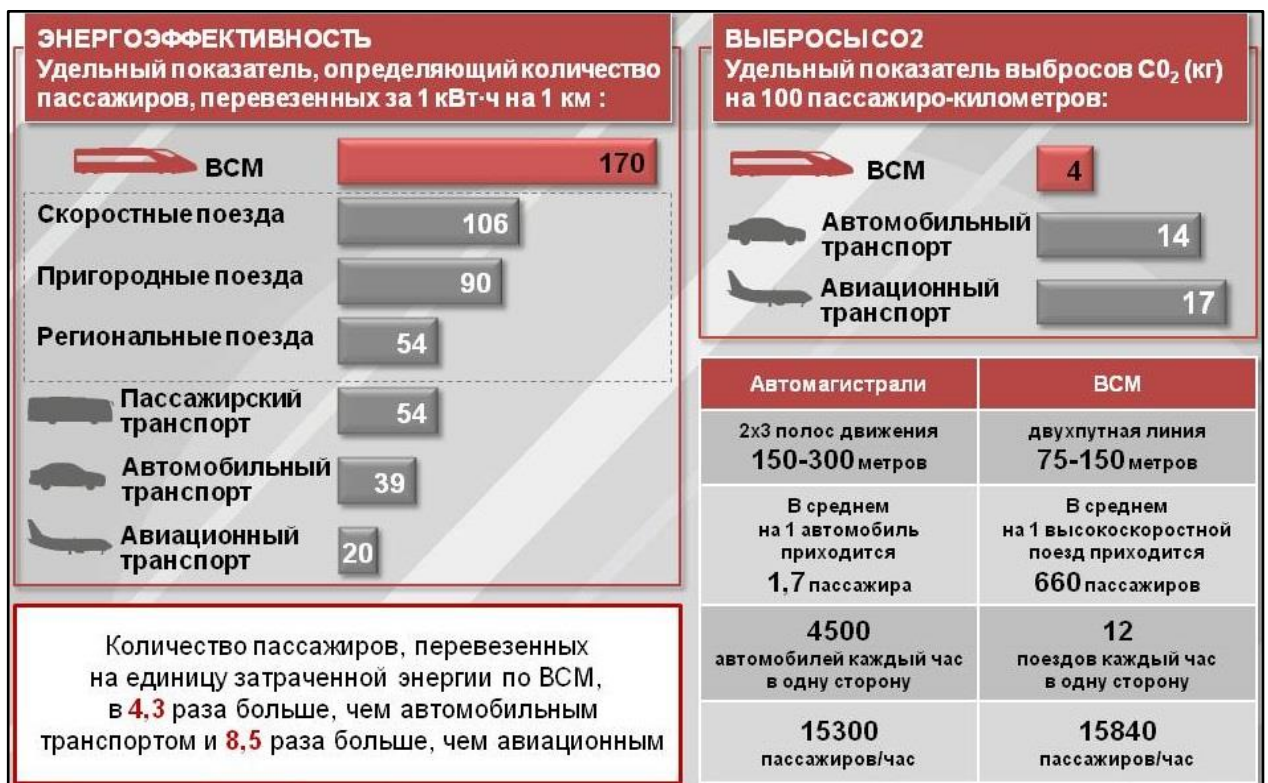 ЭНЕРГОЭФФЕКТИВНОСТЬ
Удельный показатель, определяющий количество
пассажиров, перевезенных за 1 кВт·ч на 1 км :
ВСМ
170
Скоростные поезда
106
Пригородные поезда
90
Региональные поезда
54
Пассажирский
транспорт
54
Автомобильный
транспорт
39
Авиационный
транспорт
20
Количество пассажиров, перевезенных
на единицу затраченной энергии по ВСМ,
в 4,3 раза больше, чем автомобильным
транспортом и 8,5 раза больше, чем авиационным
ВЫБРОСЫ СО2
Удельный показатель выбросов С0₂ (кг)
на 100 пассажиро-километров:
ВСМ
4
Автомобильный
транспорт
14
Авиационный
транспорт
17
Автомагистрали
ВСМ
2х3 полос движения
150-300 метров
двухпутная линия
75-150 метров
В среднем
на 1 автомобиль
приходится
1,7 пассажира
В среднем
на 1 высокоскоростной
поезд приходится
660 пассажиров
4500
автомобилей каждый час
в одну сторону
12
поездов каждый час
в одну сторону
15300
пассажиров/час
15840
пассажиров/час